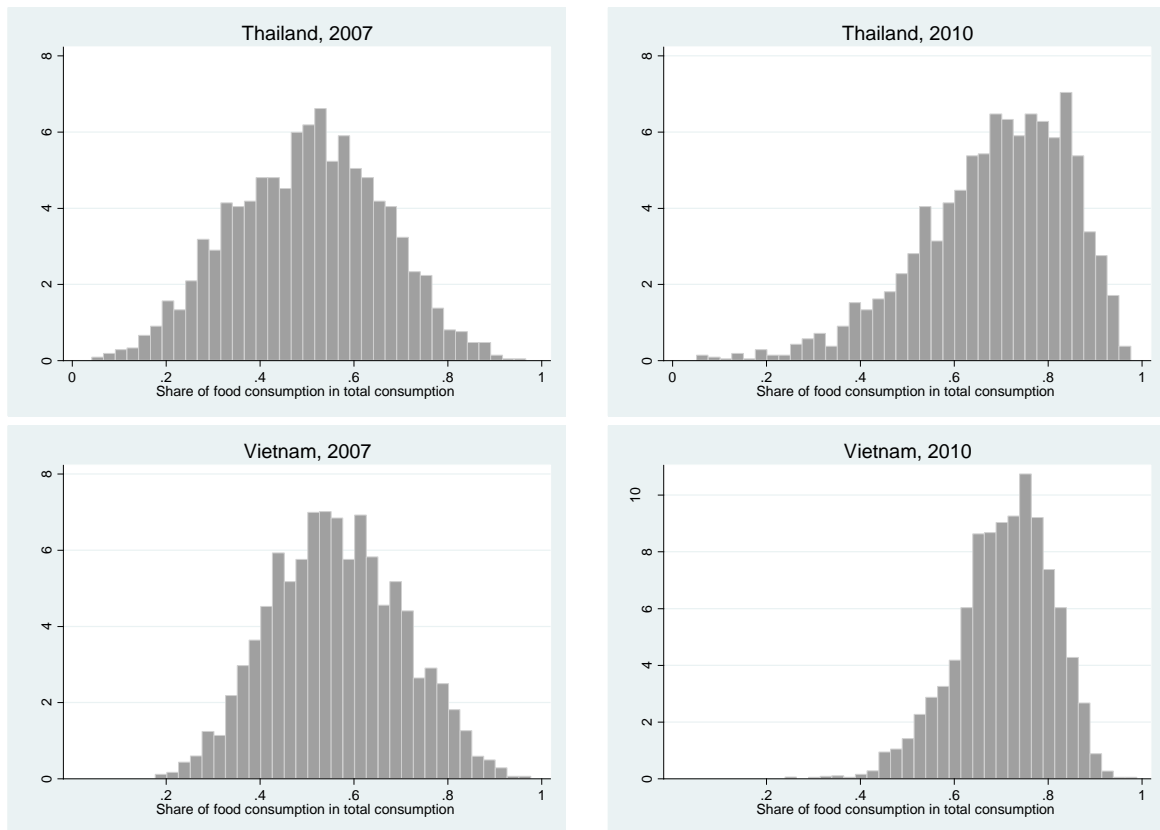 Thailand, 2007
8
6
4
2
0
0 .2 .4 .6 .8 1
Share of food consumption in total consumption
Thailand, 2010
8
6
4
2
0
0 .2 .4 .6 .8 1
Share of food consumption in total consumption
Vietnam, 2007
8
6
4
2
0
.2 .4 .6 .8 1
Share of food consumption in total consumption
Vietnam, 2010
10
8
6
4
2
0
.2 .4 .6 .8 1
Share of food consumption in total consumption